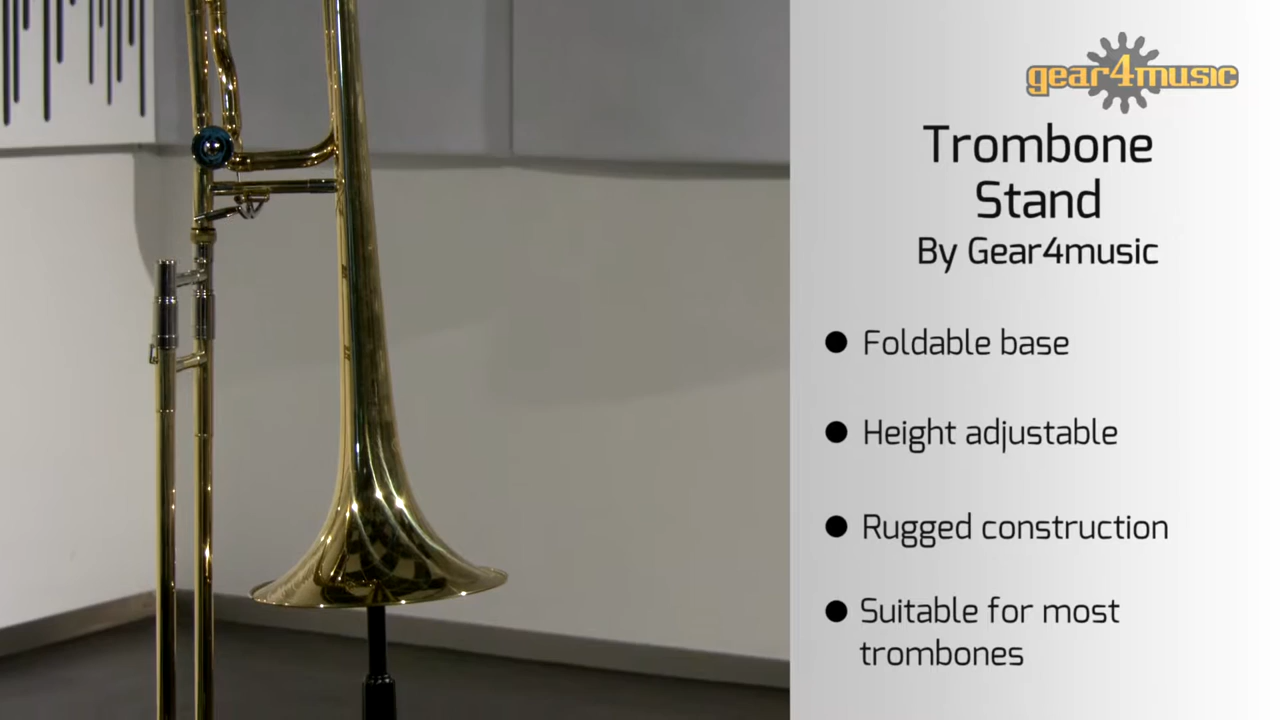 gear4music
Trombone
Stand
By Gear4music
● Foldable base
● Height adjustable
● Rugged construction
● Suitable for most
trombones